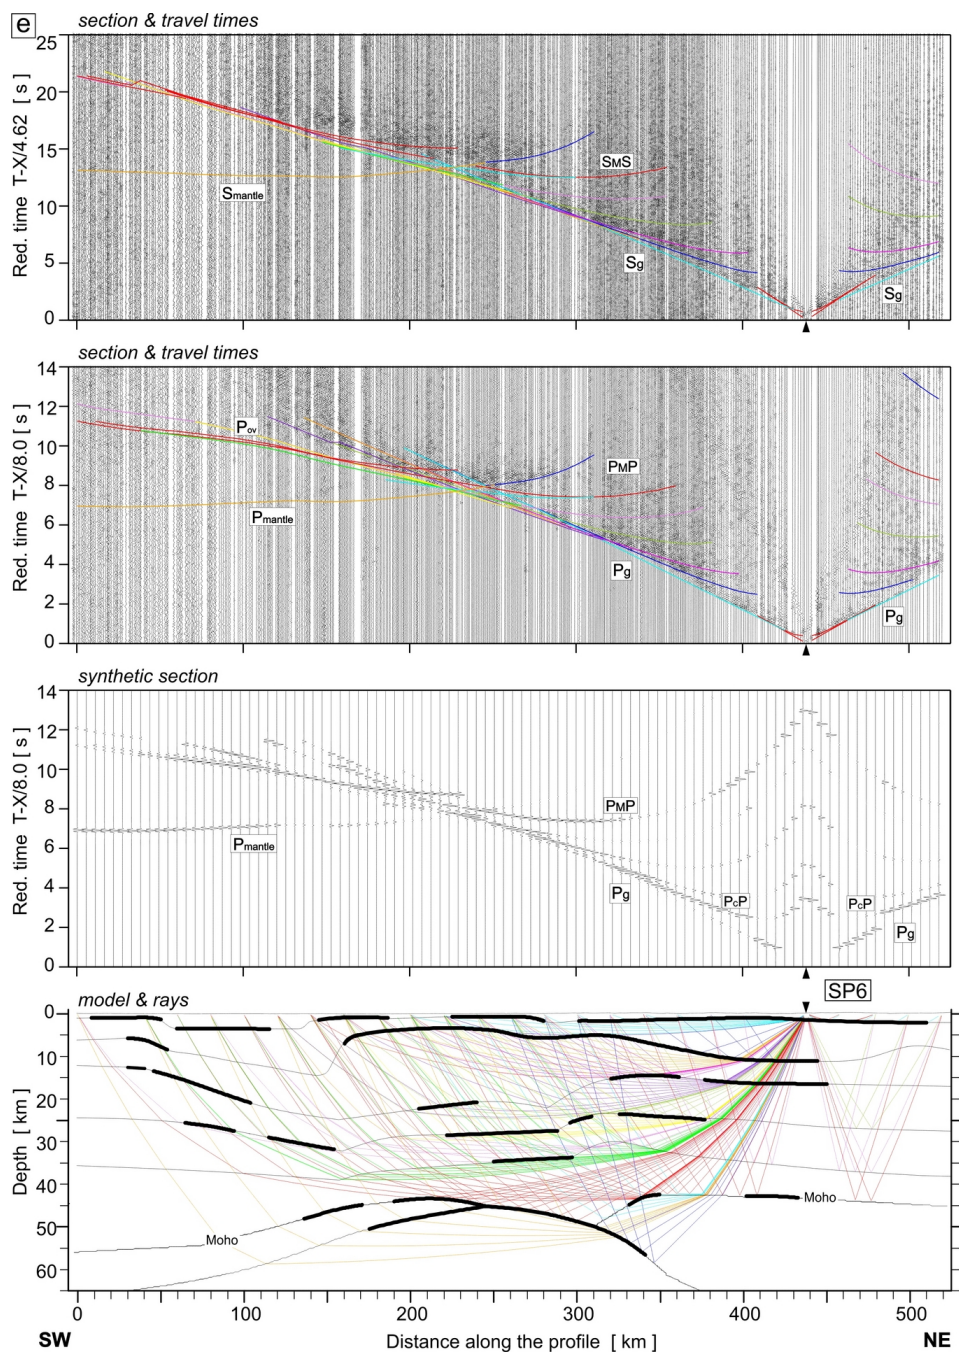 e
section & travel times
Red. time T-X/4.62 [ s ]
25
20
15
10
5
0
SMS
Smantle
Sg
Sg
section & travel times
Red. time T-X/8.0 [ s ]
14
12
10
8
6
4
2
0
Pov
PMP
Pmantle
Pg
Pg
synthetic section
Red. time T-X/8.0 [ s ]
14
12
10
8
6
4
2
0
PMP
Pmantle
Pg
PcP
PcP
Pg
model & rays
SP6
Depth [ km ]
0
10
20
30
40
50
60
Moho
Moho
0 100 200 300 400 500
SW Distance along the profile [ km ] NE